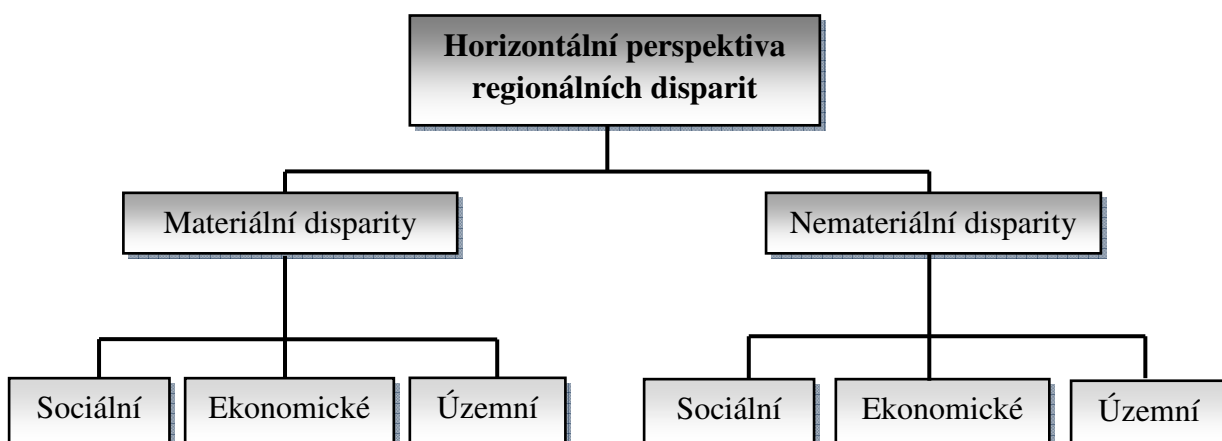 Horizontální perspektiva
regionálních disparit
Materiální disparity
Nemateriální disparity
Sociální
Ekonomické
Územní
Sociální
Ekonomické
Územní